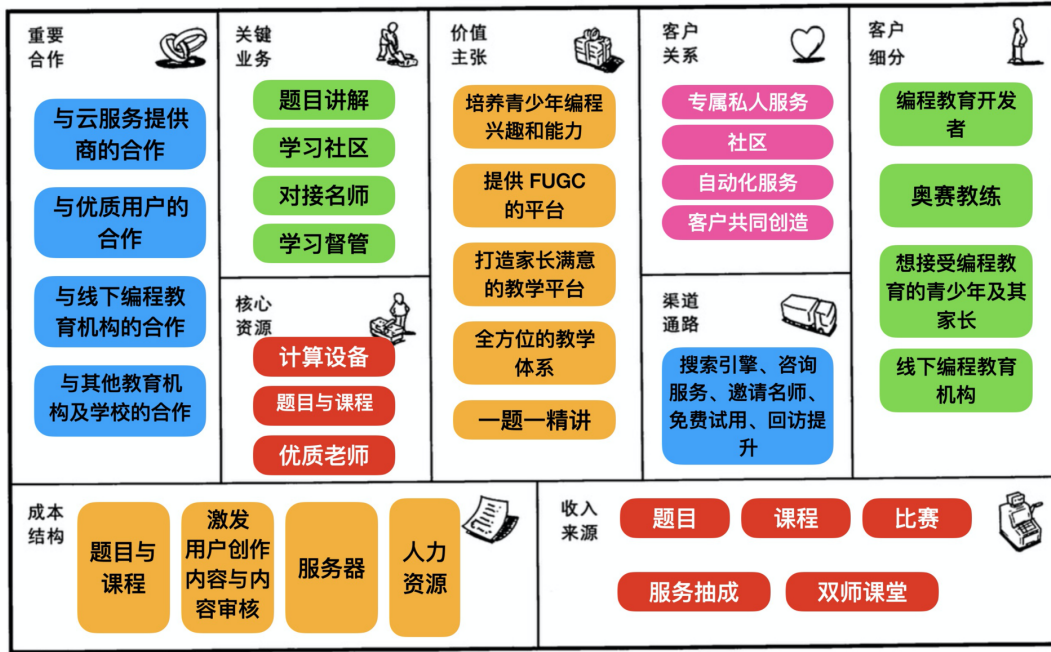 重要
合作
与云服务提供
商的合作
与优质用户的
合作
与线下编程教
育机构的合作
与其他教育机
构及学校的合作
关键
业务
题目讲解
学习社区
对接名师
学习督管
核心
资源
计算设备
题目与课程
优质老师
价值
主张
培养青少年编程
兴趣和能力
提供 FUGC
的平台
打造家长满意
的教学平台
全方位的教学
体系
一题一精讲
客户
关系
专属私人服务
社区
自动化服务
客户共同创造
渠道
通路
搜索引擎、咨询
服务、邀请名师、
免费试用、回访提
升
客户
细分
编程教育开发
者
奥赛教练
想接受编程教
育的青少年及其
家长
线下编程教育
机构
成本
结构
题目与
课程
激发
用户创作
内容与内
容审核
服务器
人力
资源
收入
来源
题目
课程
比赛
服务抽成
双师课堂